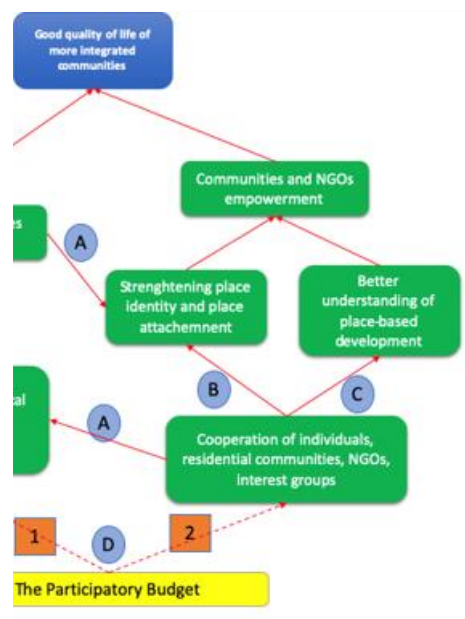 Good quality of life of
more integrated
communities
Communities and NGOs
empowerment
es
A
Strenghtening place
identity and place
attachemnent
Better
understanding of
place-based
development
B
C
al
A
Cooperation of individuals,
residential communities, NGOs,
interest groups
1
D
2
The Participatory Budget